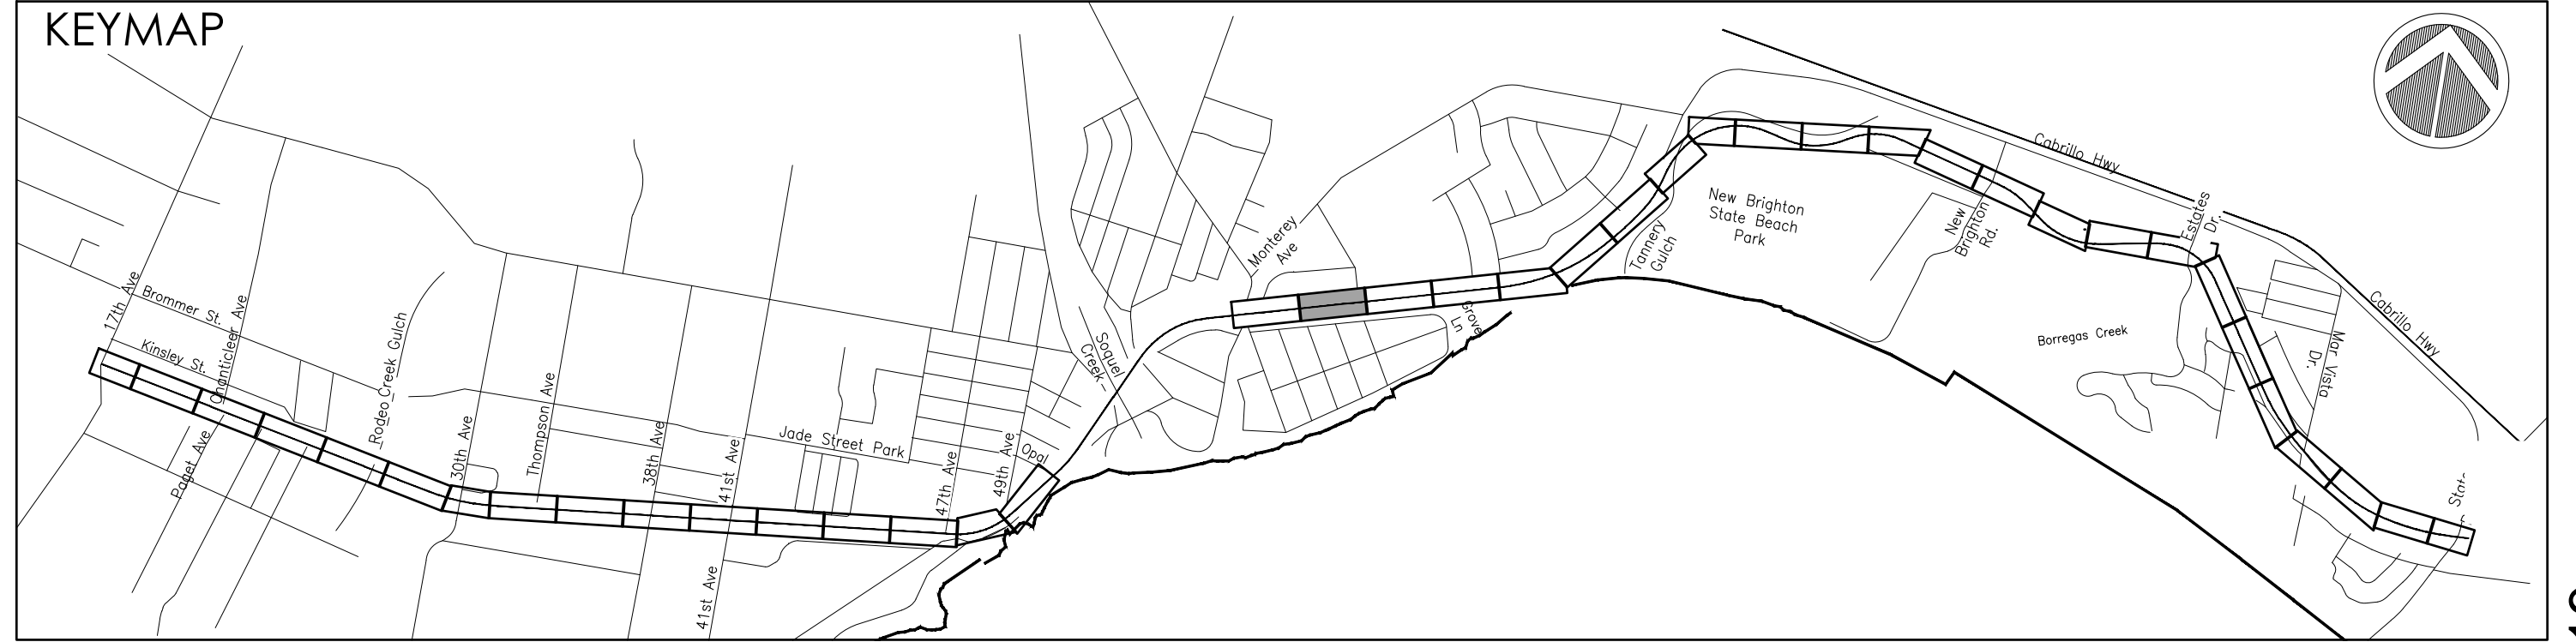 KEYMAP
17th Ave
Brommer St.
Kinsley St.
Chanticleer Ave
Paget Ave
Rodeo Creek Gulch
30th Ave
Thompson Ave
38th Ave
41st Ave
41st Ave
Jade Street Park
47th Ave
49th Ave
Opal
Soquel
Creek
Monterey
Ave
Grove
Ln
Tannery
Gulch
New Brighton
State Beach
Park
New
Brighton
Rd.
Cabrillo Hwy
Estates
Dr.
Borregas Creek
Mar Vista
Dr.
Cabrillo Hwy